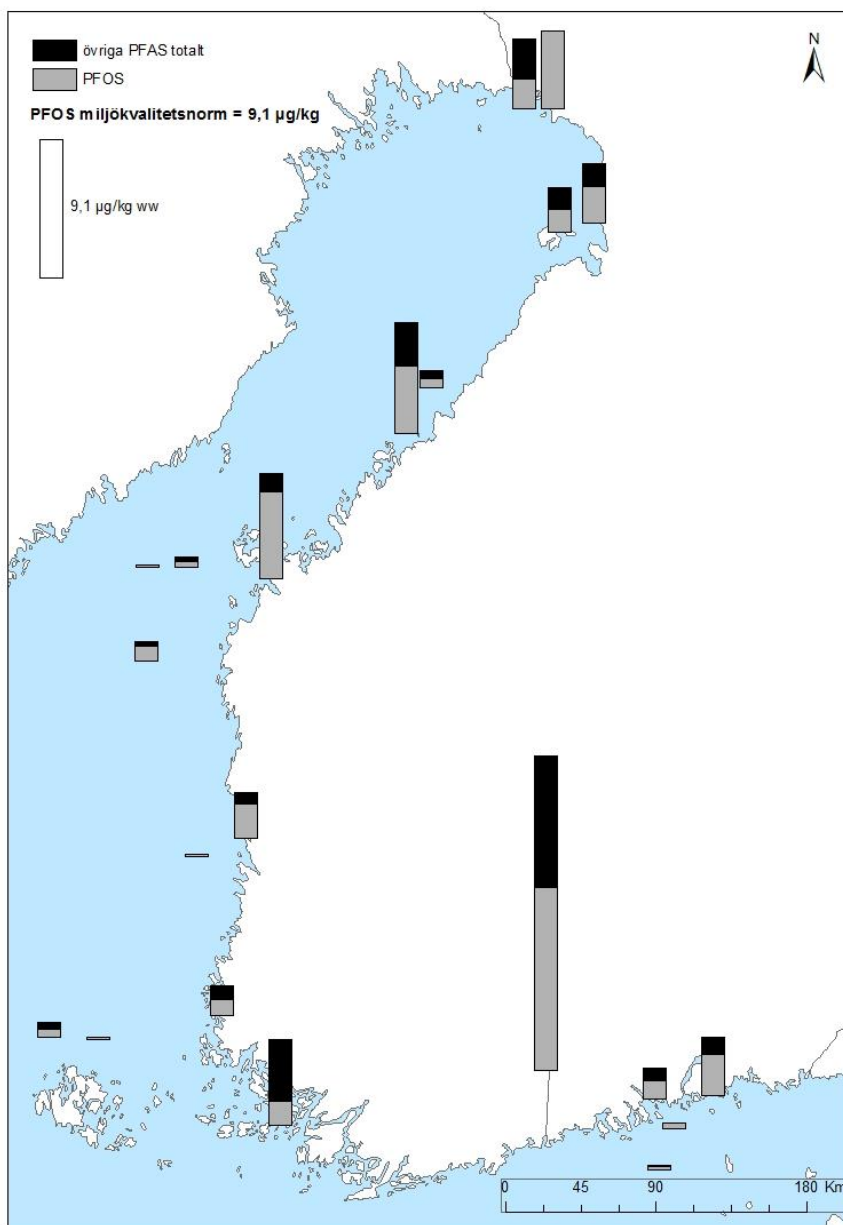 övriga PFAS totalt
PFOS
PFOS miljökvalitetsnorm = 9,1 µg/kg
9,1 µg/kg ww
N
0 45 90 180 Km